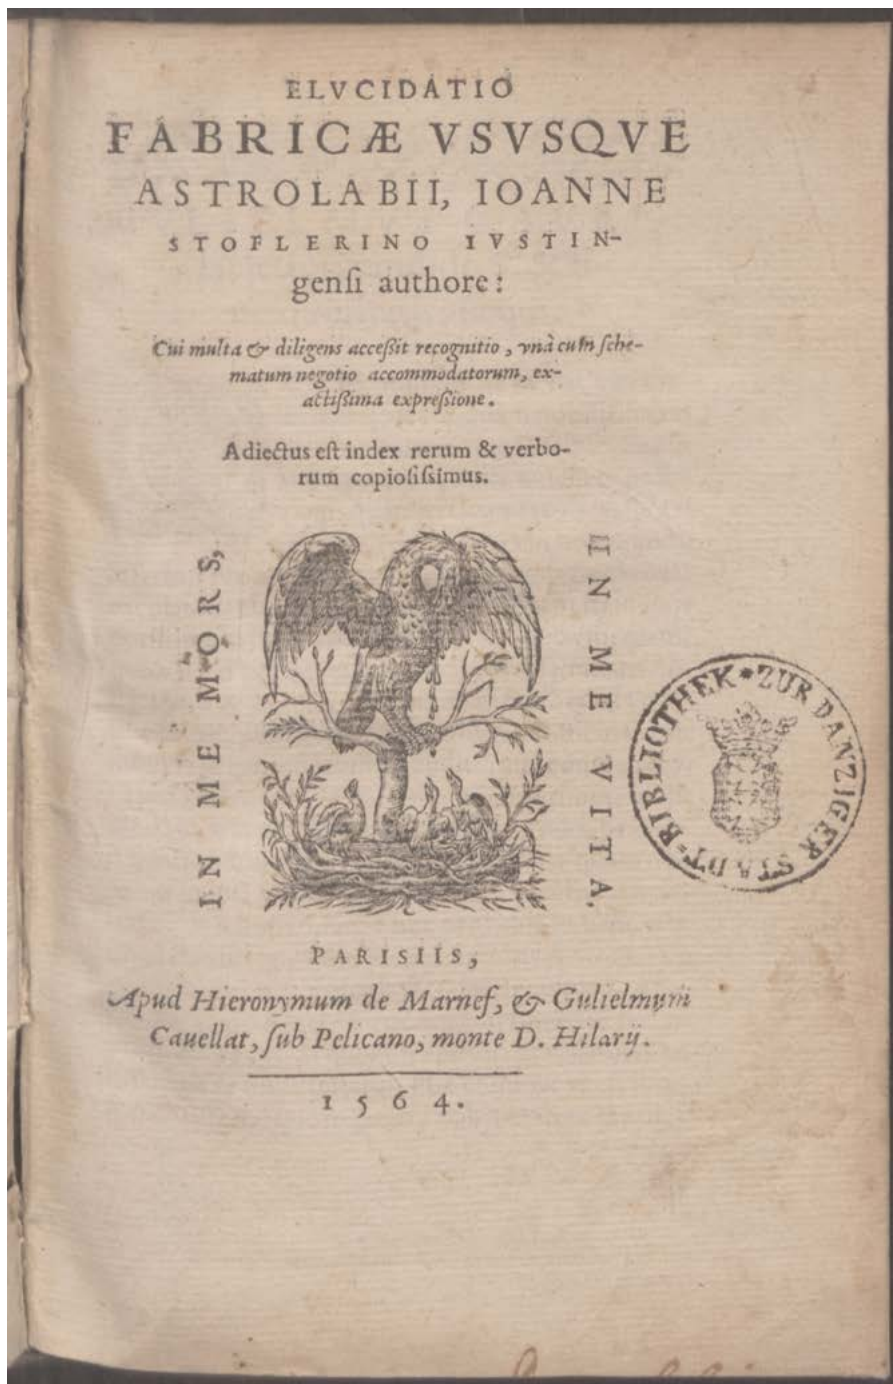 ELVCIDATIO
FABRICÆ VSVSQVE
ASTROLABII, IOANNE
STOFLERINO IVSTIN-
genſi authore:
Cui multa & diligens acceßit recognitio, vnà cum ſche-
matum negotio accommodatorum, ex-
actißima expreßione.
Adiectus eſt index rerum & verbo-
rum copioſiſsimus.
IN ME MORS,
IN ME VITA.
BIBLIOTHEK * ZUR DANZIGER STADT-
PARISIIS,
Apud Hieronymum de Marnef, & Gulielmum
Cauellat, ſub Pelicano, monte D. Hilarij.
1564.